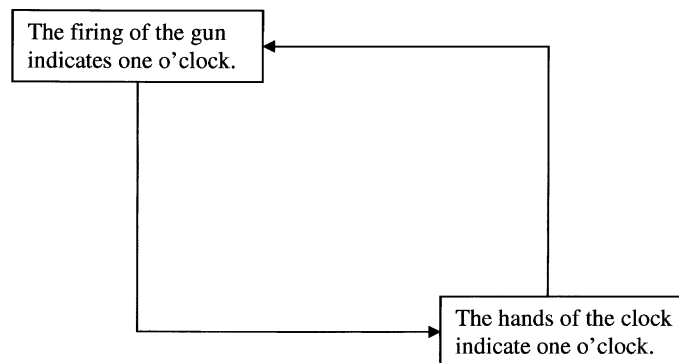 The firing of the gun
indicates one o'clock.
The hands of the clock
indicate one o'clock.